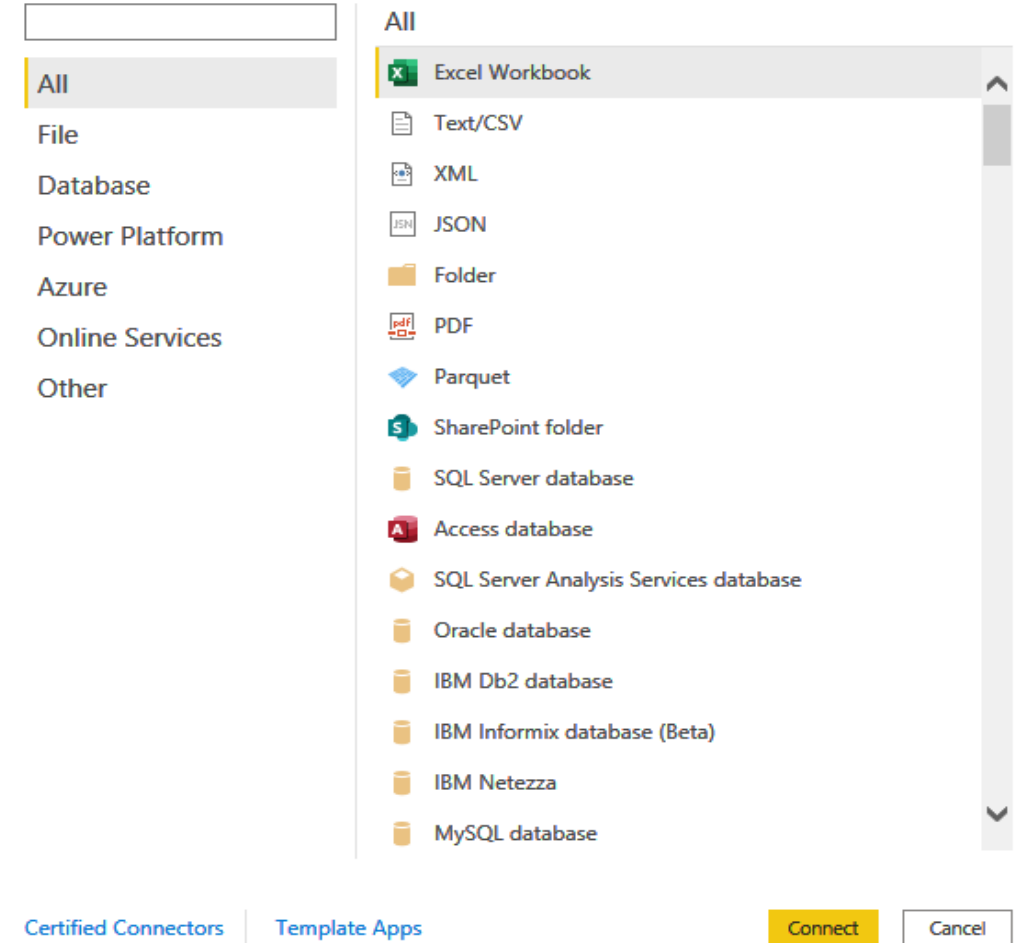 All
File
Database
Power Platform
Azure
Online Services
Other
All
Excel Workbook
Text/CSV
XML
JSN JSON
Folder
pdf PDF
Parquet
S SharePoint folder
SQL Server database
A Access database
SQL Server Analysis Services database
Oracle database
IBM Db2 database
IBM Informix database (Beta)
IBM Netezza
MySQL database
Certified Connectors Template Apps Connect Cancel